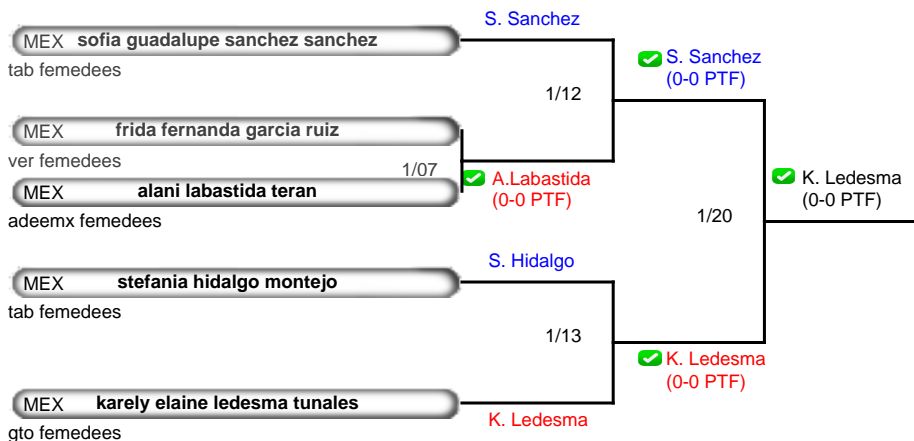 S. Sanchez
MEX sofia guadalupe sanchez sanchez
tab femedees
S. Sanchez
(0-0 PTF)
1/12
MEX frida fernanda garcia ruiz
ver femedees
1/07
A.Labastida
(0-0 PTF)
MEX alani labastida teran
adeemx femedees
K. Ledesma
(0-0 PTF)
1/20
S. Hidalgo
MEX stefania hidalgo montejo
tab femedees
1/13
K. Ledesma
(0-0 PTF)
MEX karely elaine ledesma tunales
K. Ledesma
gto femedees